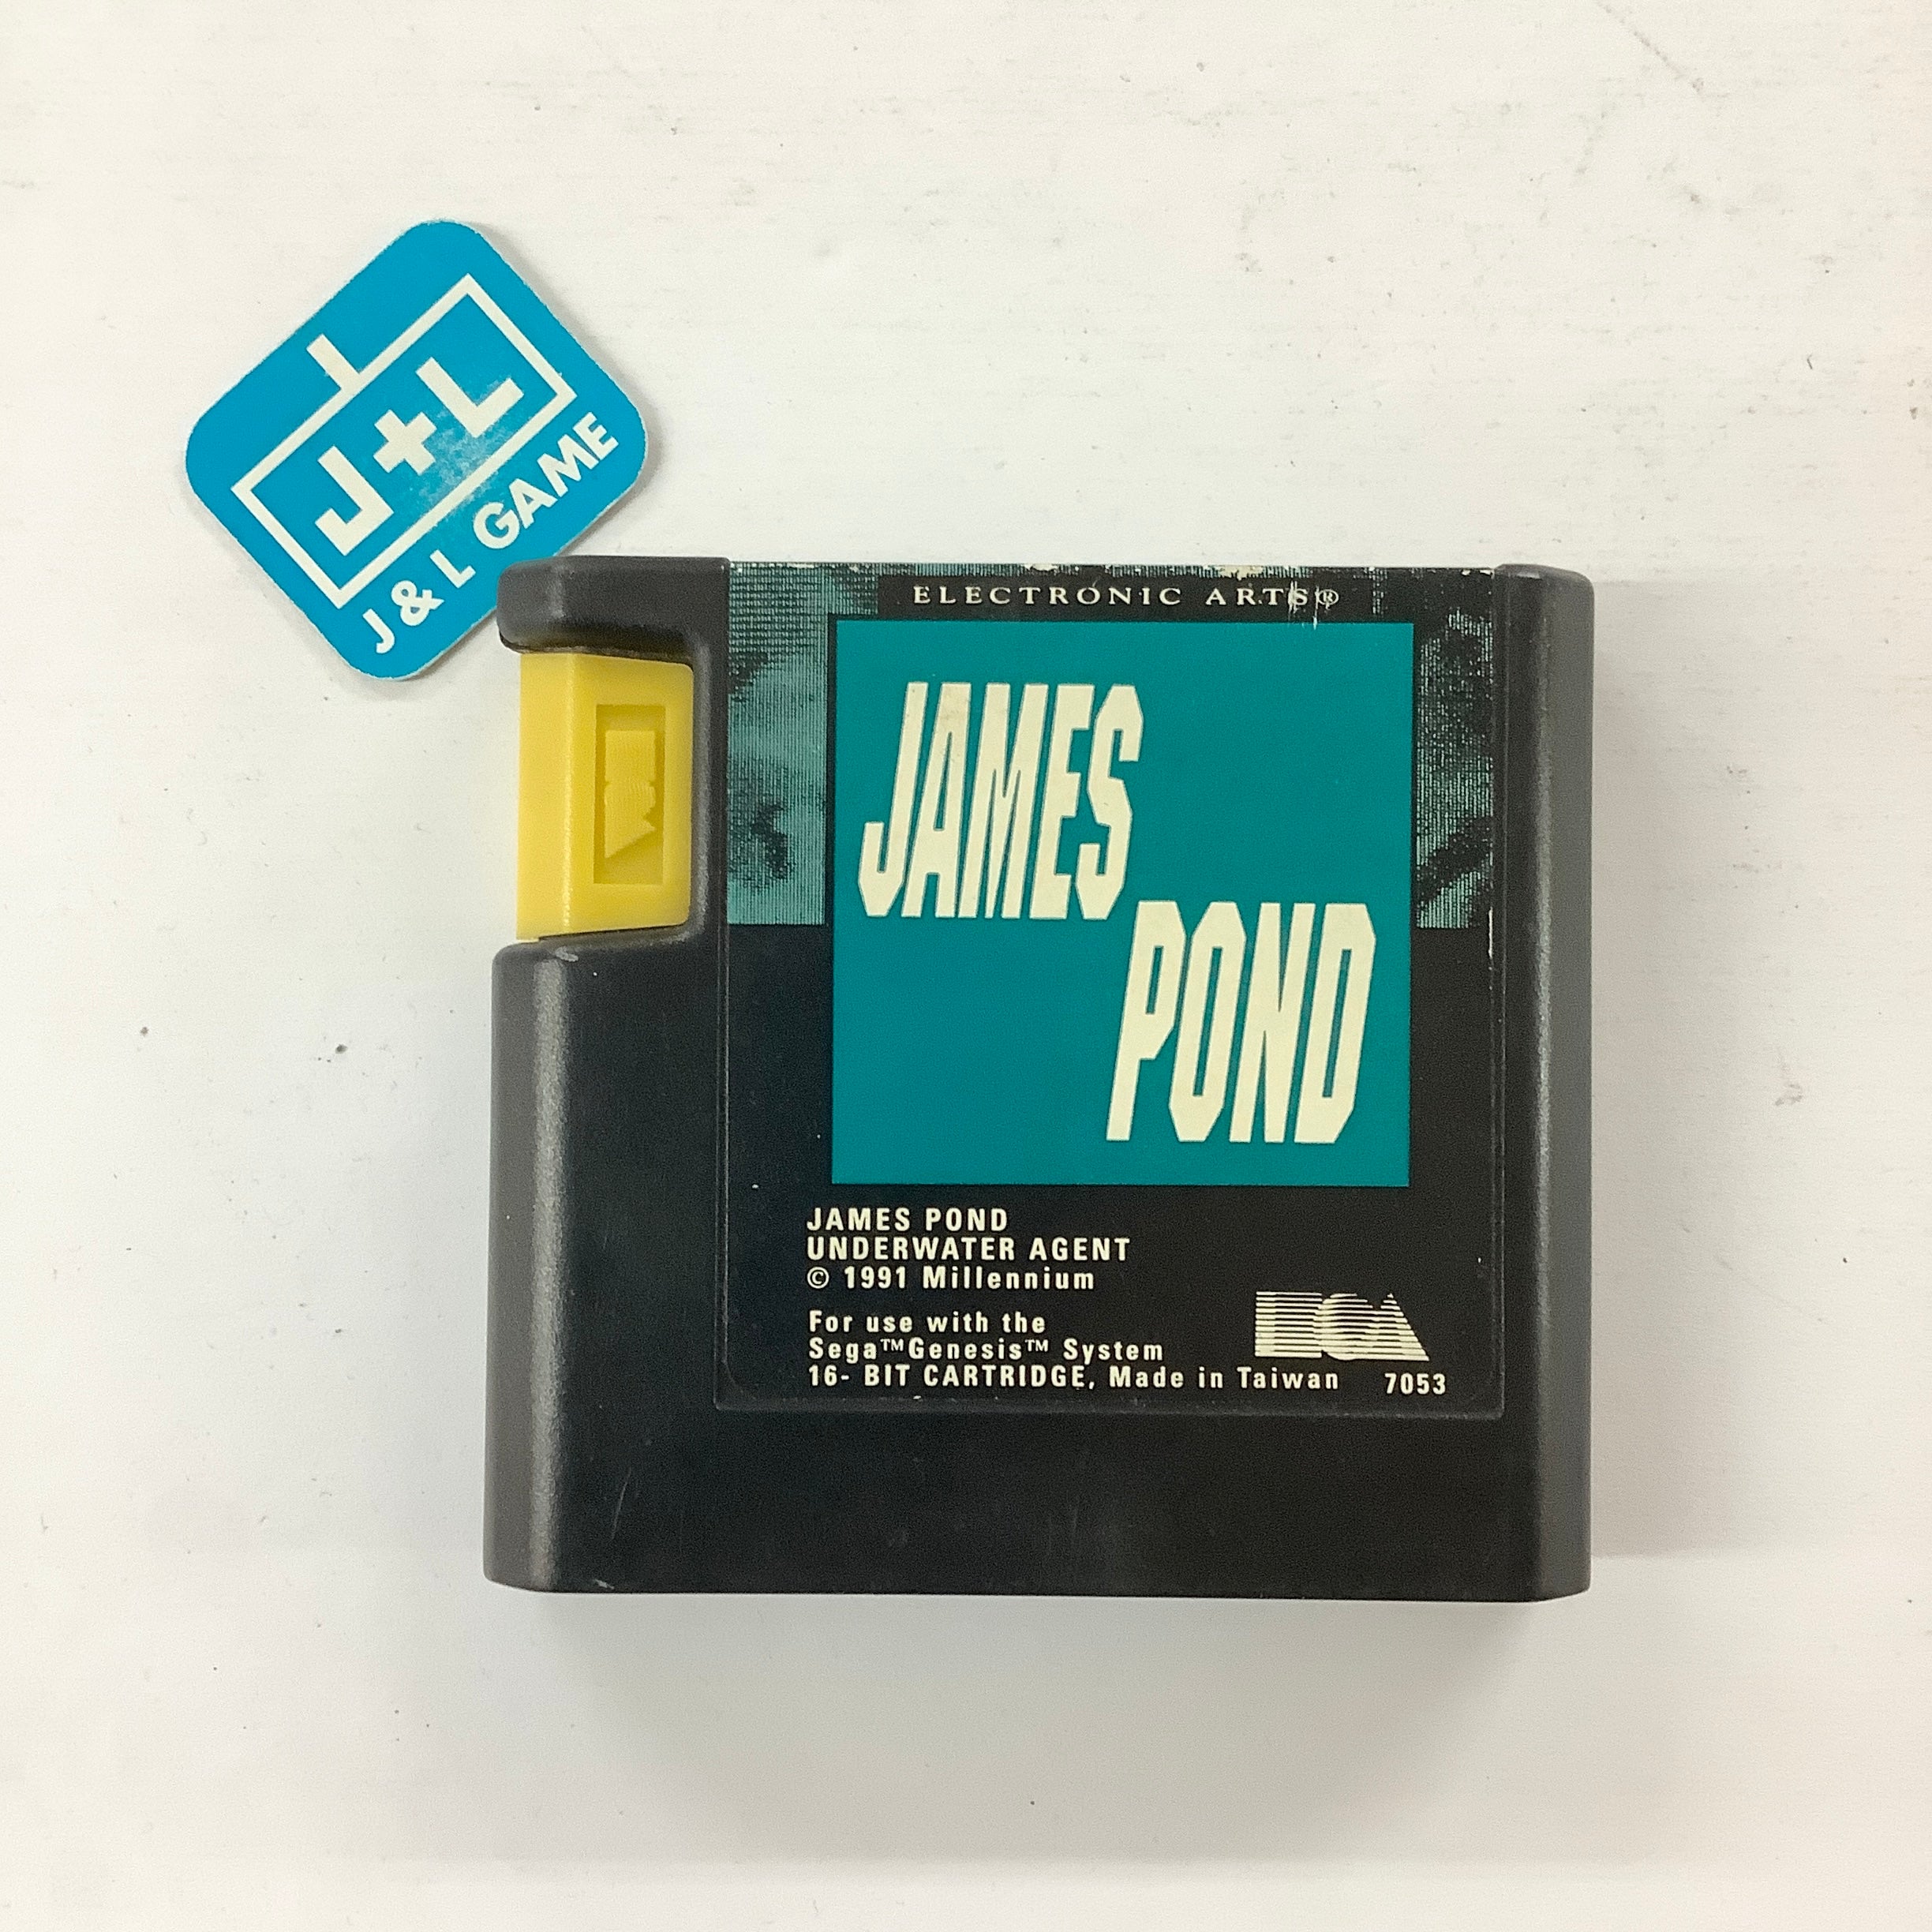 J+L
J & L GAME
ELECTRONIC ARTS®
JAMES
POND
JAMES POND
UNDERWATER AGENT
© 1991 Millennium
For use with the
Sega™Genesis™ System
16- BIT CARTRIDGE, Made in Taiwan 7053
EA